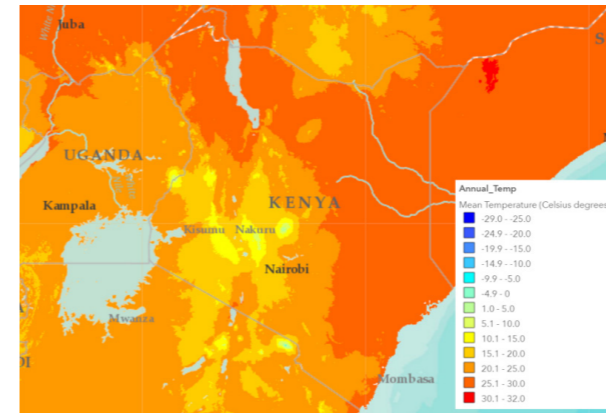 Juba
White N
UGANDA
Kampala
KENYA
Kisumu
Nakuru
Nairobi
Mwanza
DI
Mombasa
S
Annual_Temp
Mean Temperature (Celsius degrees
-29.0 - -25.0
-24.9 - -20.0
-19.9 - -15.0
-14.9 - -10.0
-9.9 - -5.0
-4.9 - 0
1.0 - 5.0
5.1 - 10.0
10.1 - 15.0
15.1 - 20.0
20.1 - 25.0
25.1 - 30.0
30.1 - 32.0